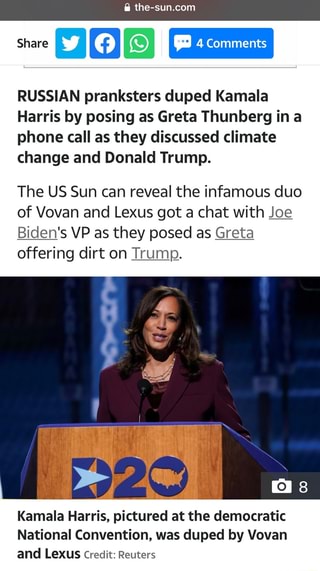 the-sun.com
Share 4 Comments
RUSSIAN pranksters duped Kamala
Harris by posing as Greta Thunberg in a
phone call as they discussed climate
change and Donald Trump.
The US Sun can reveal the infamous duo
of Vovan and Lexus got a chat with Joe
Biden's VP as they posed as Greta
offering dirt on Trump.
D20
8
Kamala Harris, pictured at the democratic
National Convention, was duped by Vovan
and Lexus Credit: Reuters